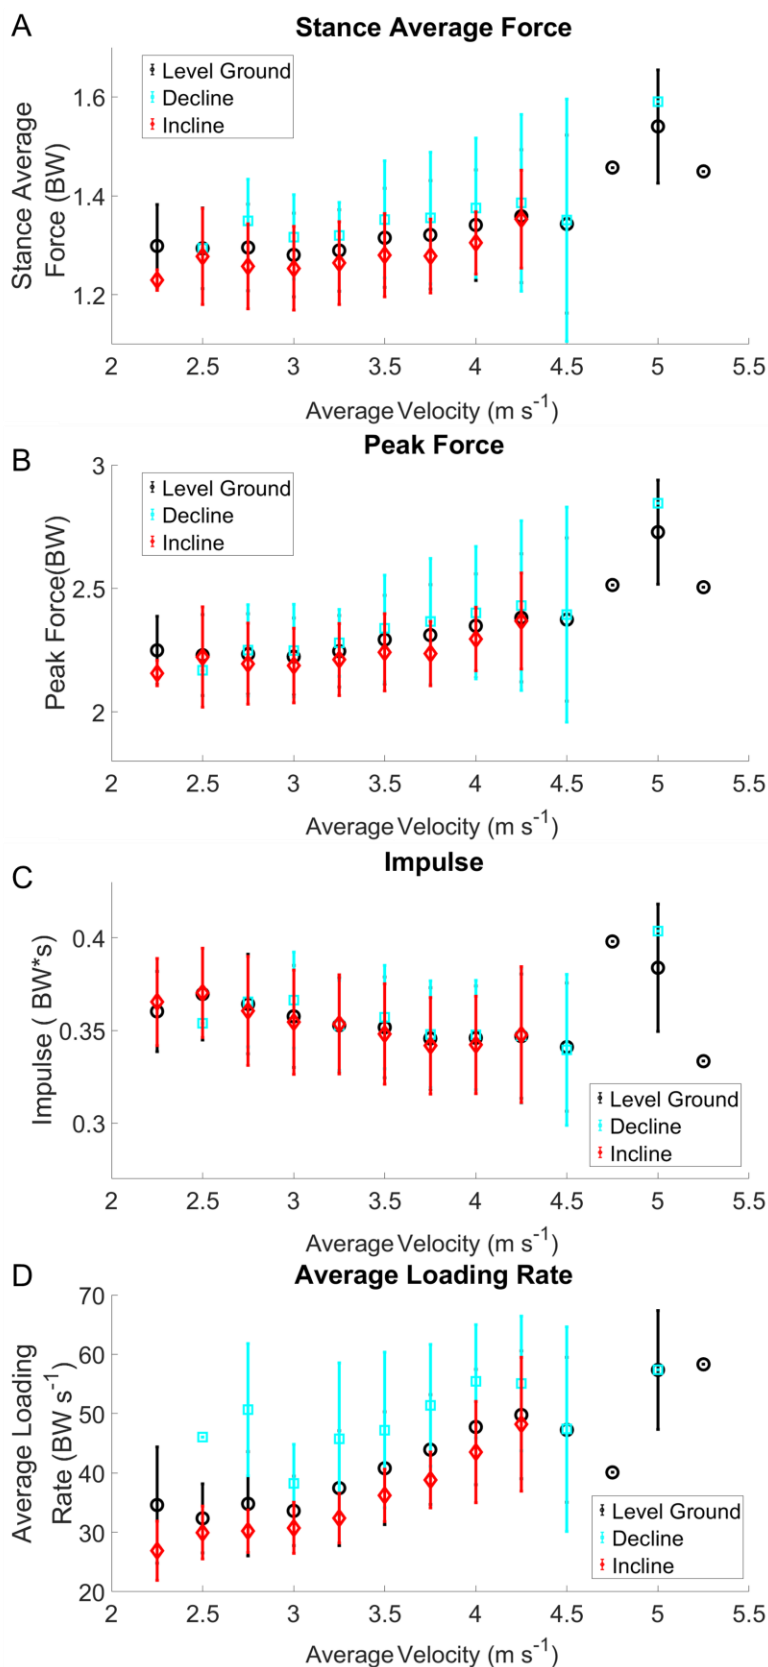 A
Stance Average Force
Level Ground
Decline
Incline
Stance Average
Force (BW)
1.6
1.4
1.2
2 2.5 3 3.5 4 4.5 5 5.5
Average Velocity (m s⁻¹)
B
Peak Force
Level Ground
Decline
Incline
Peak Force(BW)
3
2.5
2
2 2.5 3 3.5 4 4.5 5 5.5
Average Velocity (m s⁻¹)
C
Impulse
Impulse ( BW*s)
0.4
0.35
0.3
Level Ground
Decline
Incline
2 2.5 3 3.5 4 4.5 5 5.5
Average Velocity (m s⁻¹)
D
Average Loading Rate
Average Loading
Rate (BW s⁻¹)
70
60
50
40
30
20
Level Ground
Decline
Incline
2 2.5 3 3.5 4 4.5 5 5.5
Average Velocity (m s⁻¹)